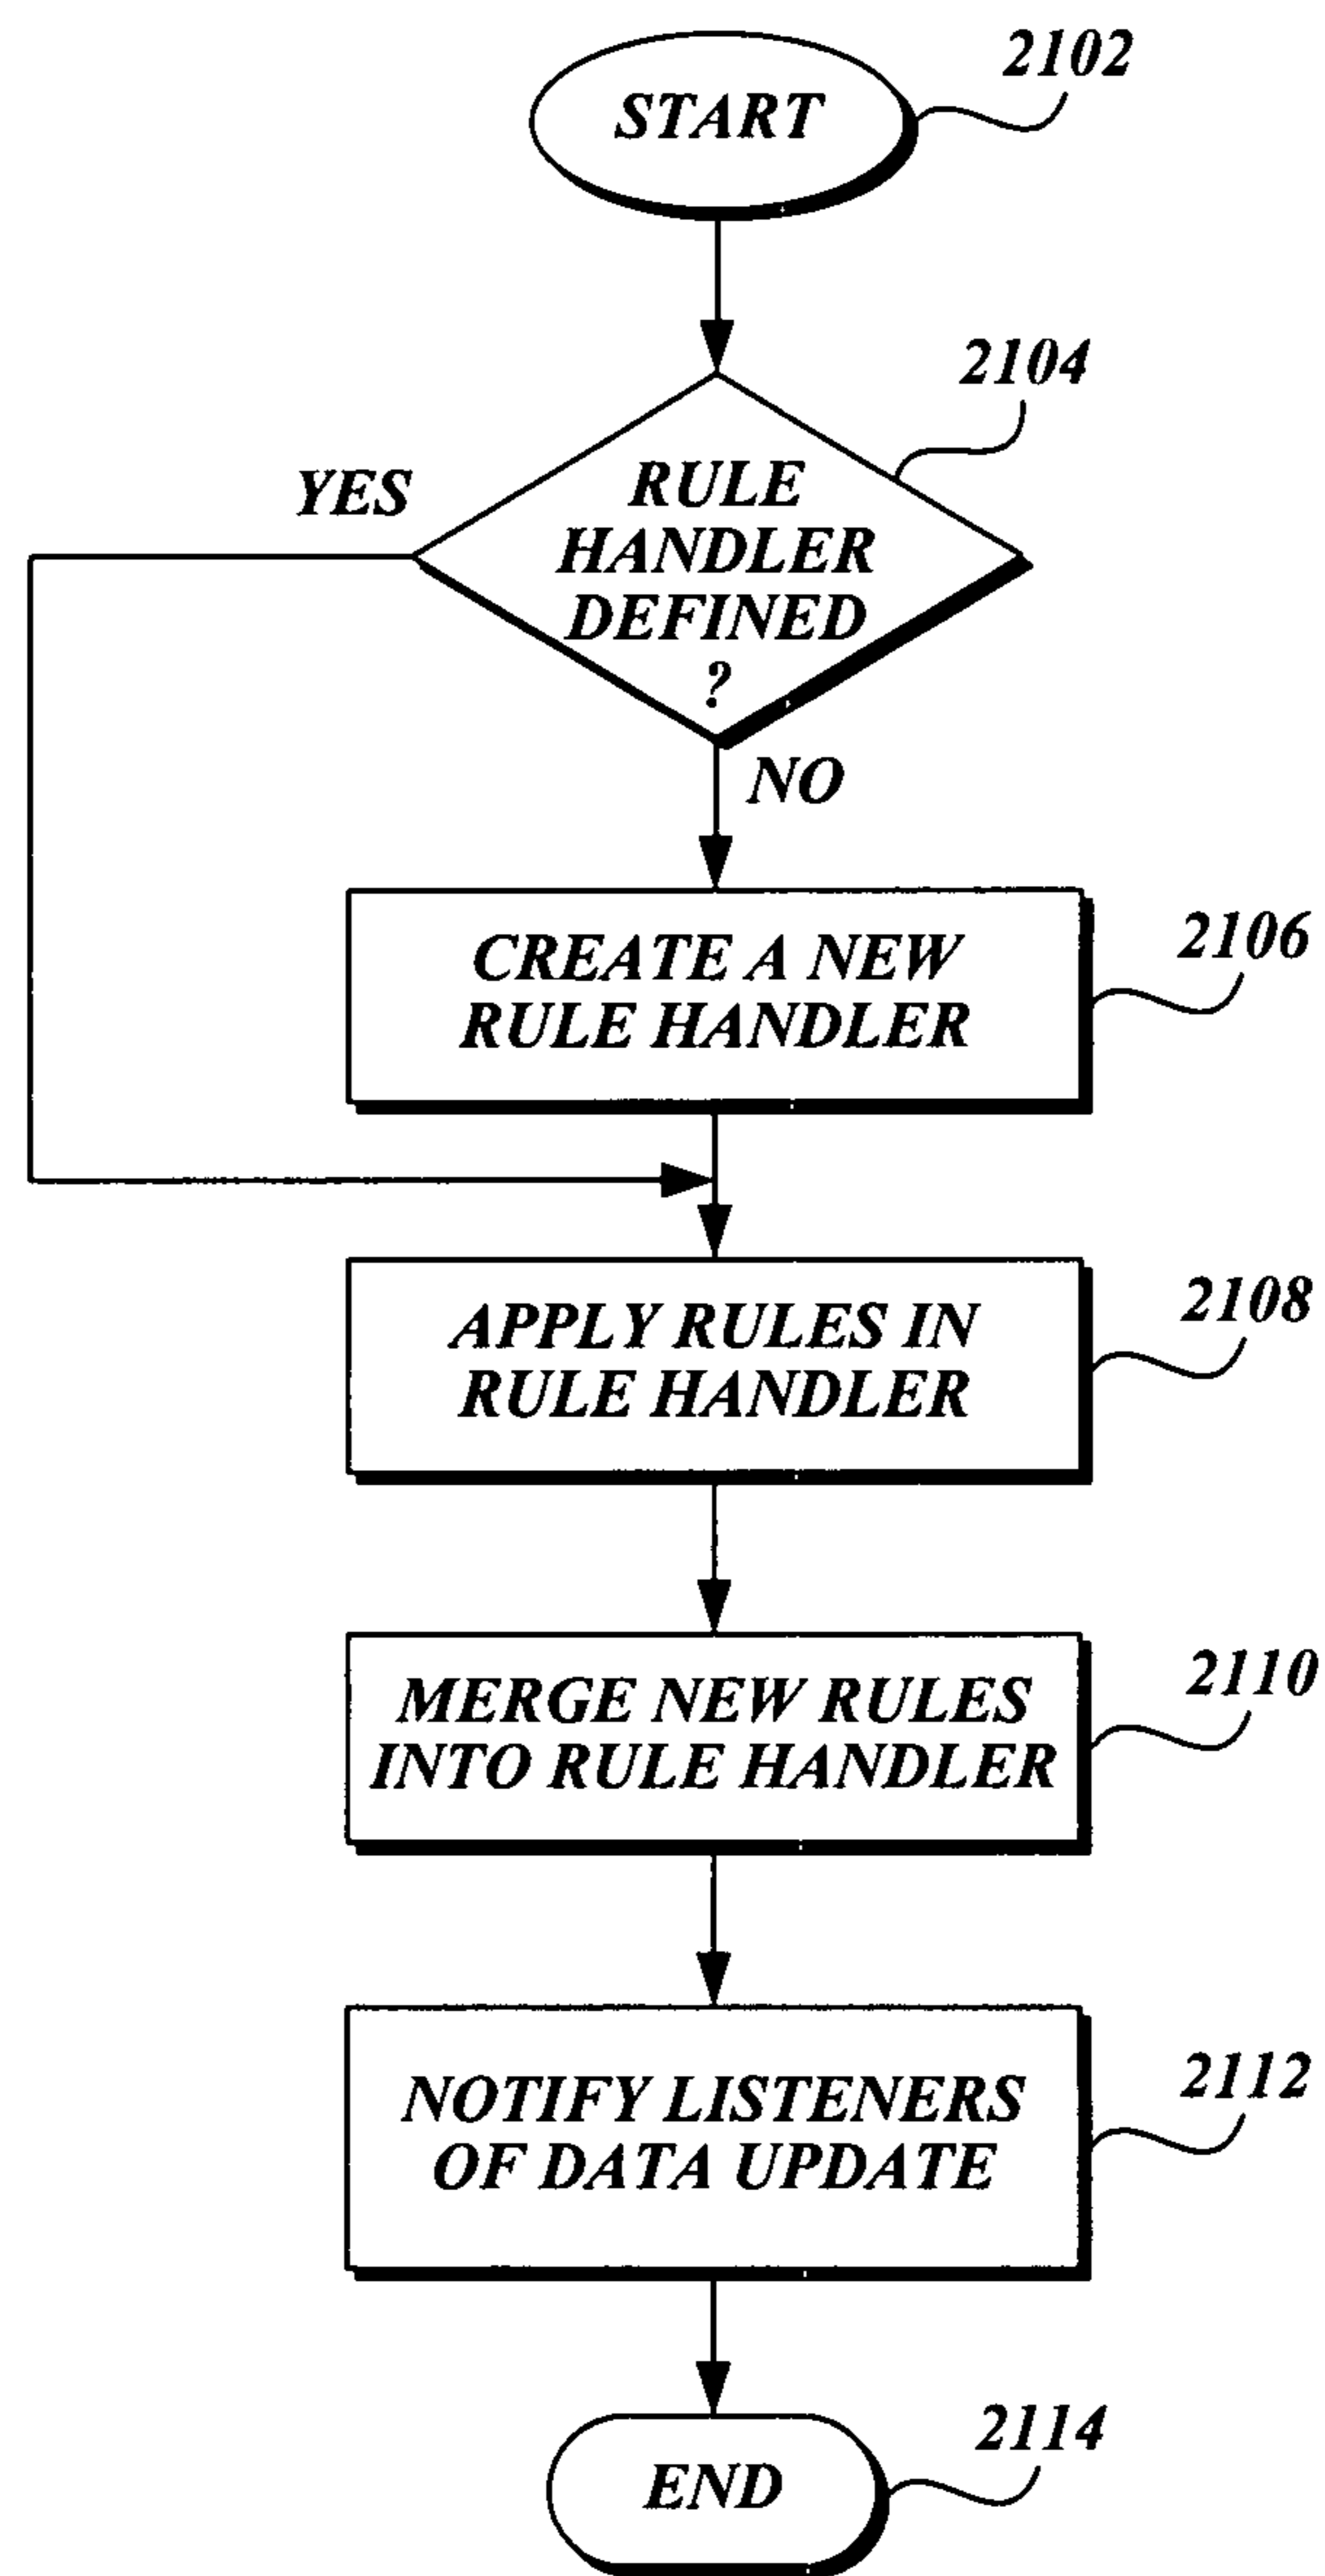 START
2102
2104
YES
RULE
HANDLER
DEFINED
?
NO
CREATE A NEW
RULE HANDLER
2106
APPLY RULES IN
RULE HANDLER
2108
MERGE NEW RULES
INTO RULE HANDLER
2110
NOTIFY LISTENERS
OF DATA UPDATE
2112
END
2114